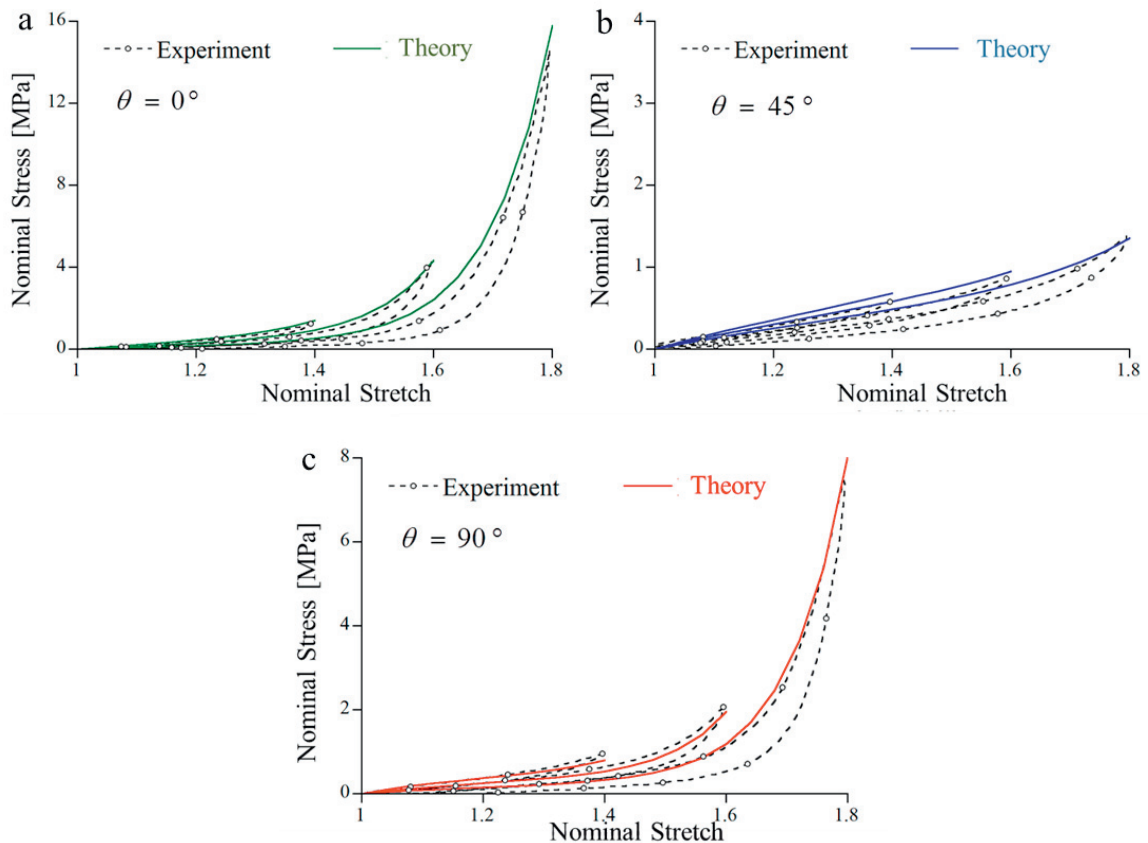 a
16
12
8
4
0
Nominal Stress [MPa]
Experiment
Theory
θ = 0°
1
1.2
1.4
1.6
1.8
Nominal Stretch
b
4
3
2
1
0
Nominal Stress [MPa]
Experiment
Theory
θ = 45°
1
1.2
1.4
1.6
1.8
Nominal Stretch
c
8
6
4
2
0
Nominal Stress [MPa]
Experiment
Theory
θ = 90°
1
1.2
1.4
1.6
1.8
Nominal Stretch